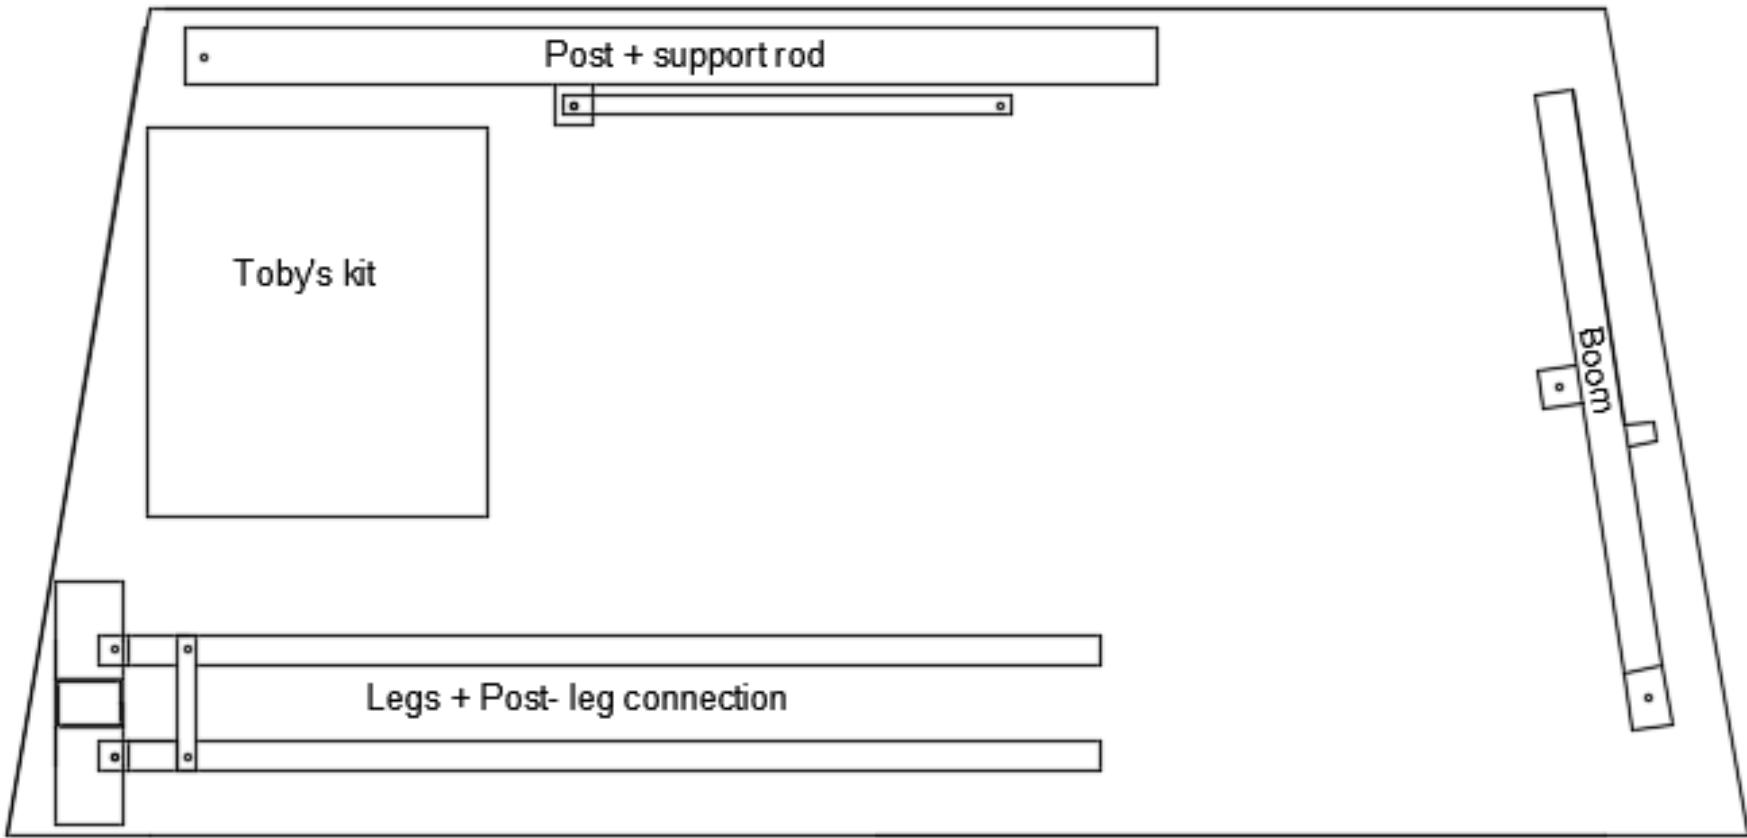 Post + support rod
Toby's kit
Boom
Legs + Post- leg connection